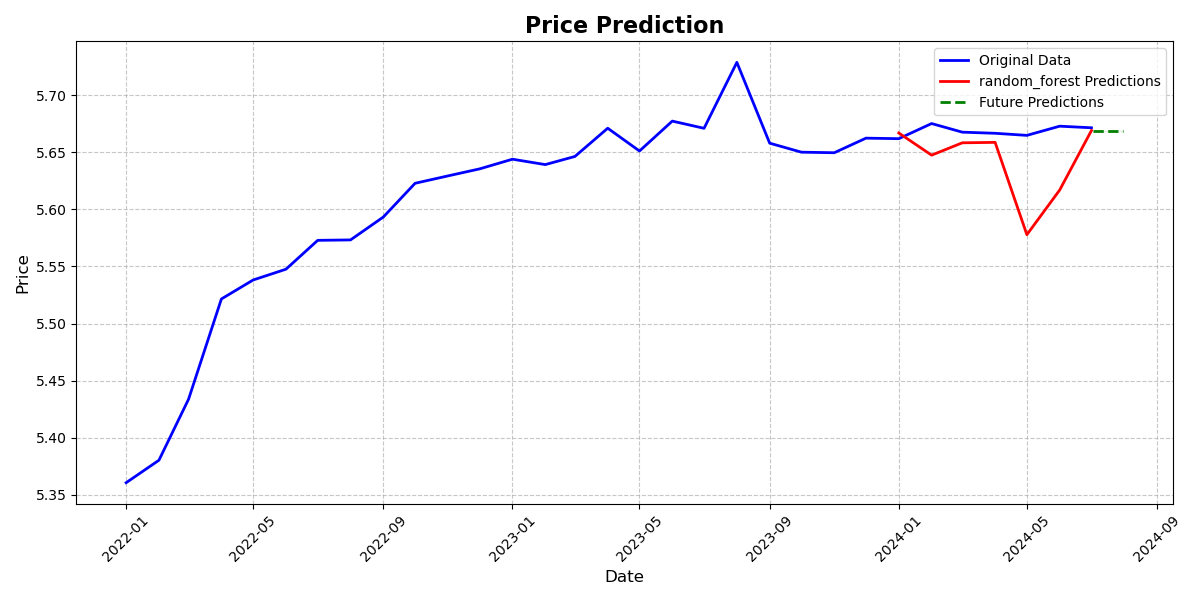 Price Prediction
Original Data
random_forest Predictions
Future Predictions
Price
5.70
5.65
5.60
5.55
5.50
5.45
5.40
5.35
2022-01
2022-05
2022-09
2023-01
2023-05
2023-09
2024-01
2024-05
2024-09
Date